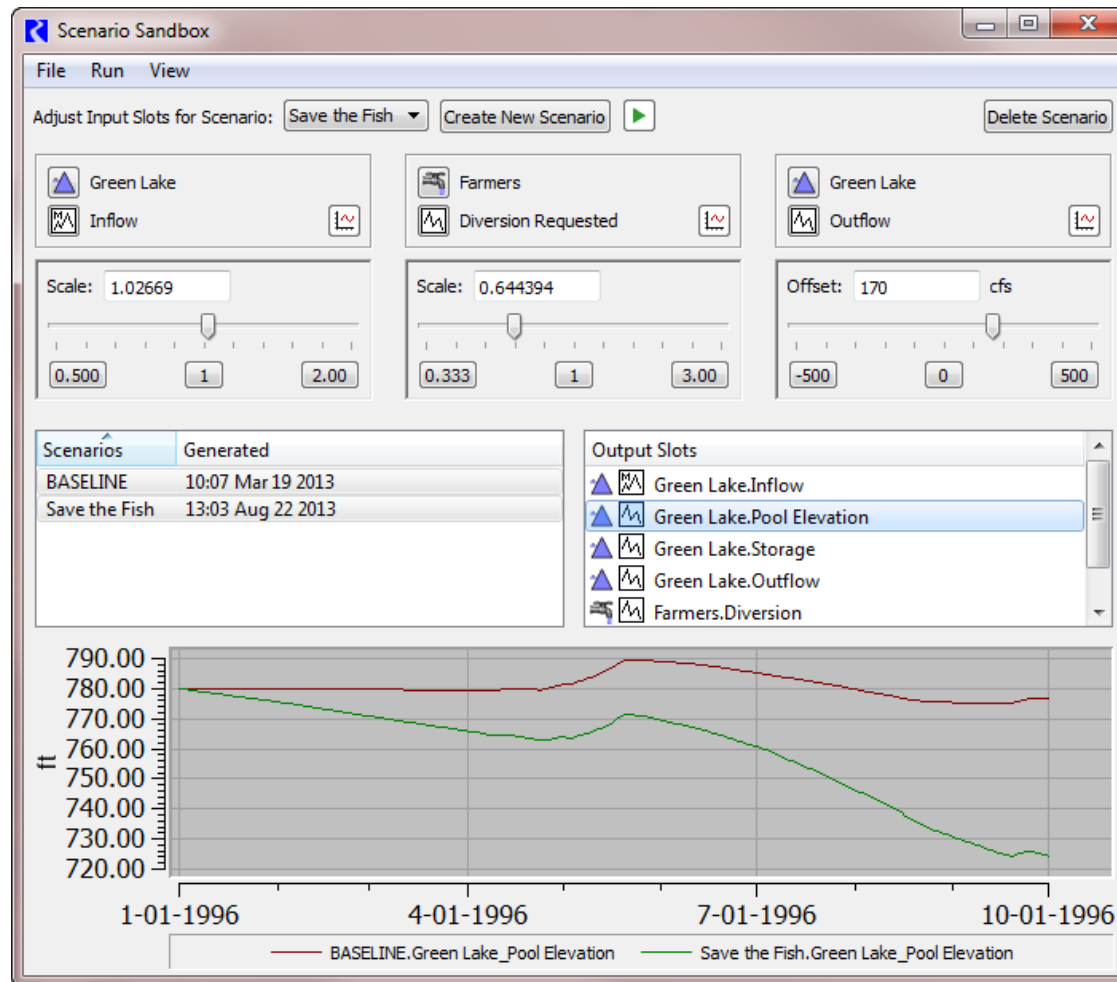 Scenario Sandbox
File Run View
Adjust Input Slots for Scenario: Save the Fish Create New Scenario Delete Scenario
Green Lake
Inflow
Farmers
Diversion Requested
Green Lake
Outflow
Scale: 1.02669
0.500 1 2.00
Scale: 0.644394
0.333 1 3.00
Offset: 170 cfs
-500 0 500
Scenarios Generated
BASELINE 10:07 Mar 19 2013
Save the Fish 13:03 Aug 22 2013
Output Slots
Green Lake.Inflow
Green Lake.Pool Elevation
Green Lake.Storage
Green Lake.Outflow
Farmers.Diversion
790.00
780.00
770.00
760.00
750.00
740.00
730.00
720.00
ft
1-01-1996 4-01-1996 7-01-1996 10-01-1996
BASELINE.Green Lake_Pool Elevation Save the Fish.Green Lake_Pool Elevation